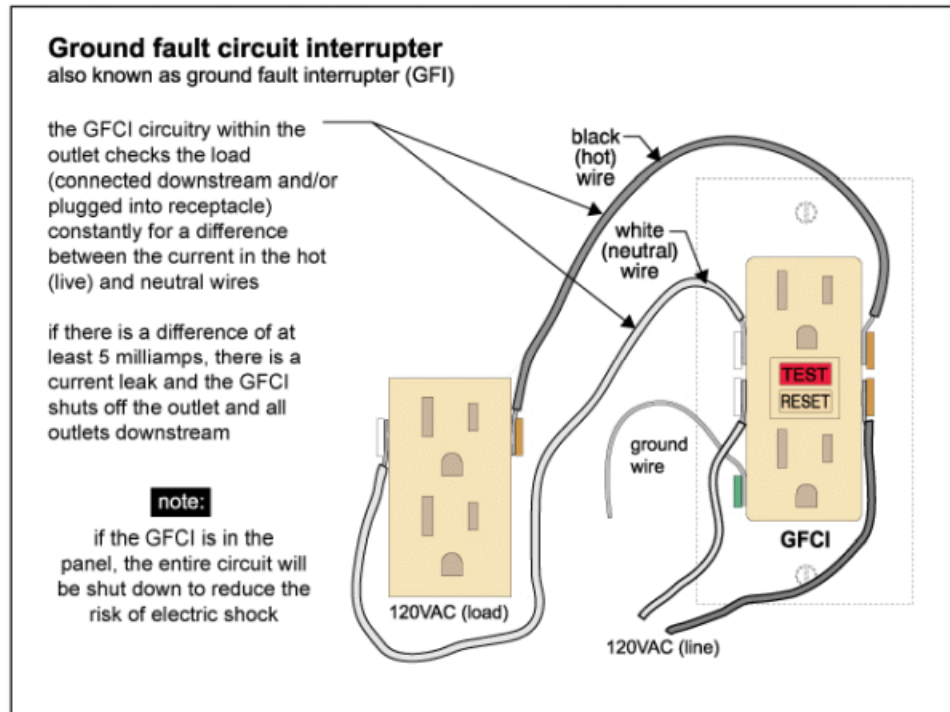 Ground fault circuit interrupter
also known as ground fault interrupter (GFI)
the GFCI circuitry within the
outlet checks the load
(connected downstream and/or
plugged into receptacle)
constantly for a difference
between the current in the hot
(live) and neutral wires
if there is a difference of at
least 5 milliamps, there is a
current leak and the GFCI
shuts off the outlet and all
outlets downstream
note:
if the GFCI is in the
panel, the entire circuit will
be shut down to reduce the
risk of electric shock
black
(hot)
wire
white
(neutral)
wire
TEST
RESET
ground
wire
GFCI
120VAC (load)
120VAC (line)